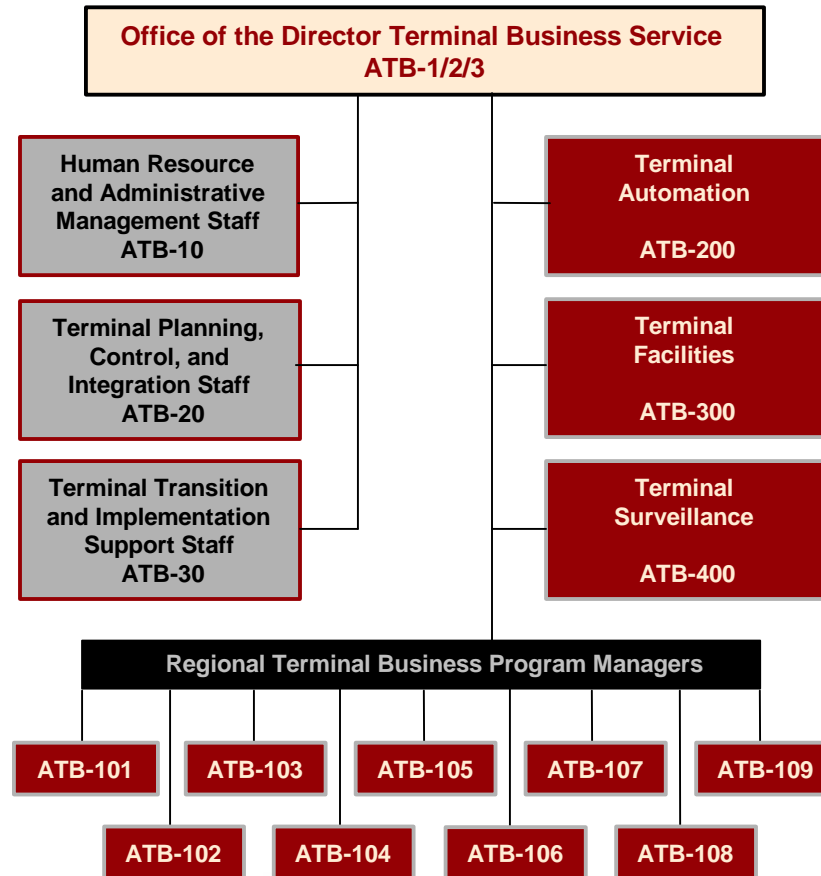 Office of the Director Terminal Business Service
ATB-1/2/3
Human Resource
and Administrative
Management Staff
ATB-10
Terminal
Automation
ATB-200
Terminal Planning,
Control, and
Integration Staff
ATB-20
Terminal
Facilities
ATB-300
Terminal Transition
and Implementation
Support Staff
ATB-30
Terminal
Surveillance
ATB-400
Regional Terminal Business Program Managers
ATB-101
ATB-103
ATB-105
ATB-107
ATB-109
ATB-102
ATB-104
ATB-106
ATB-108